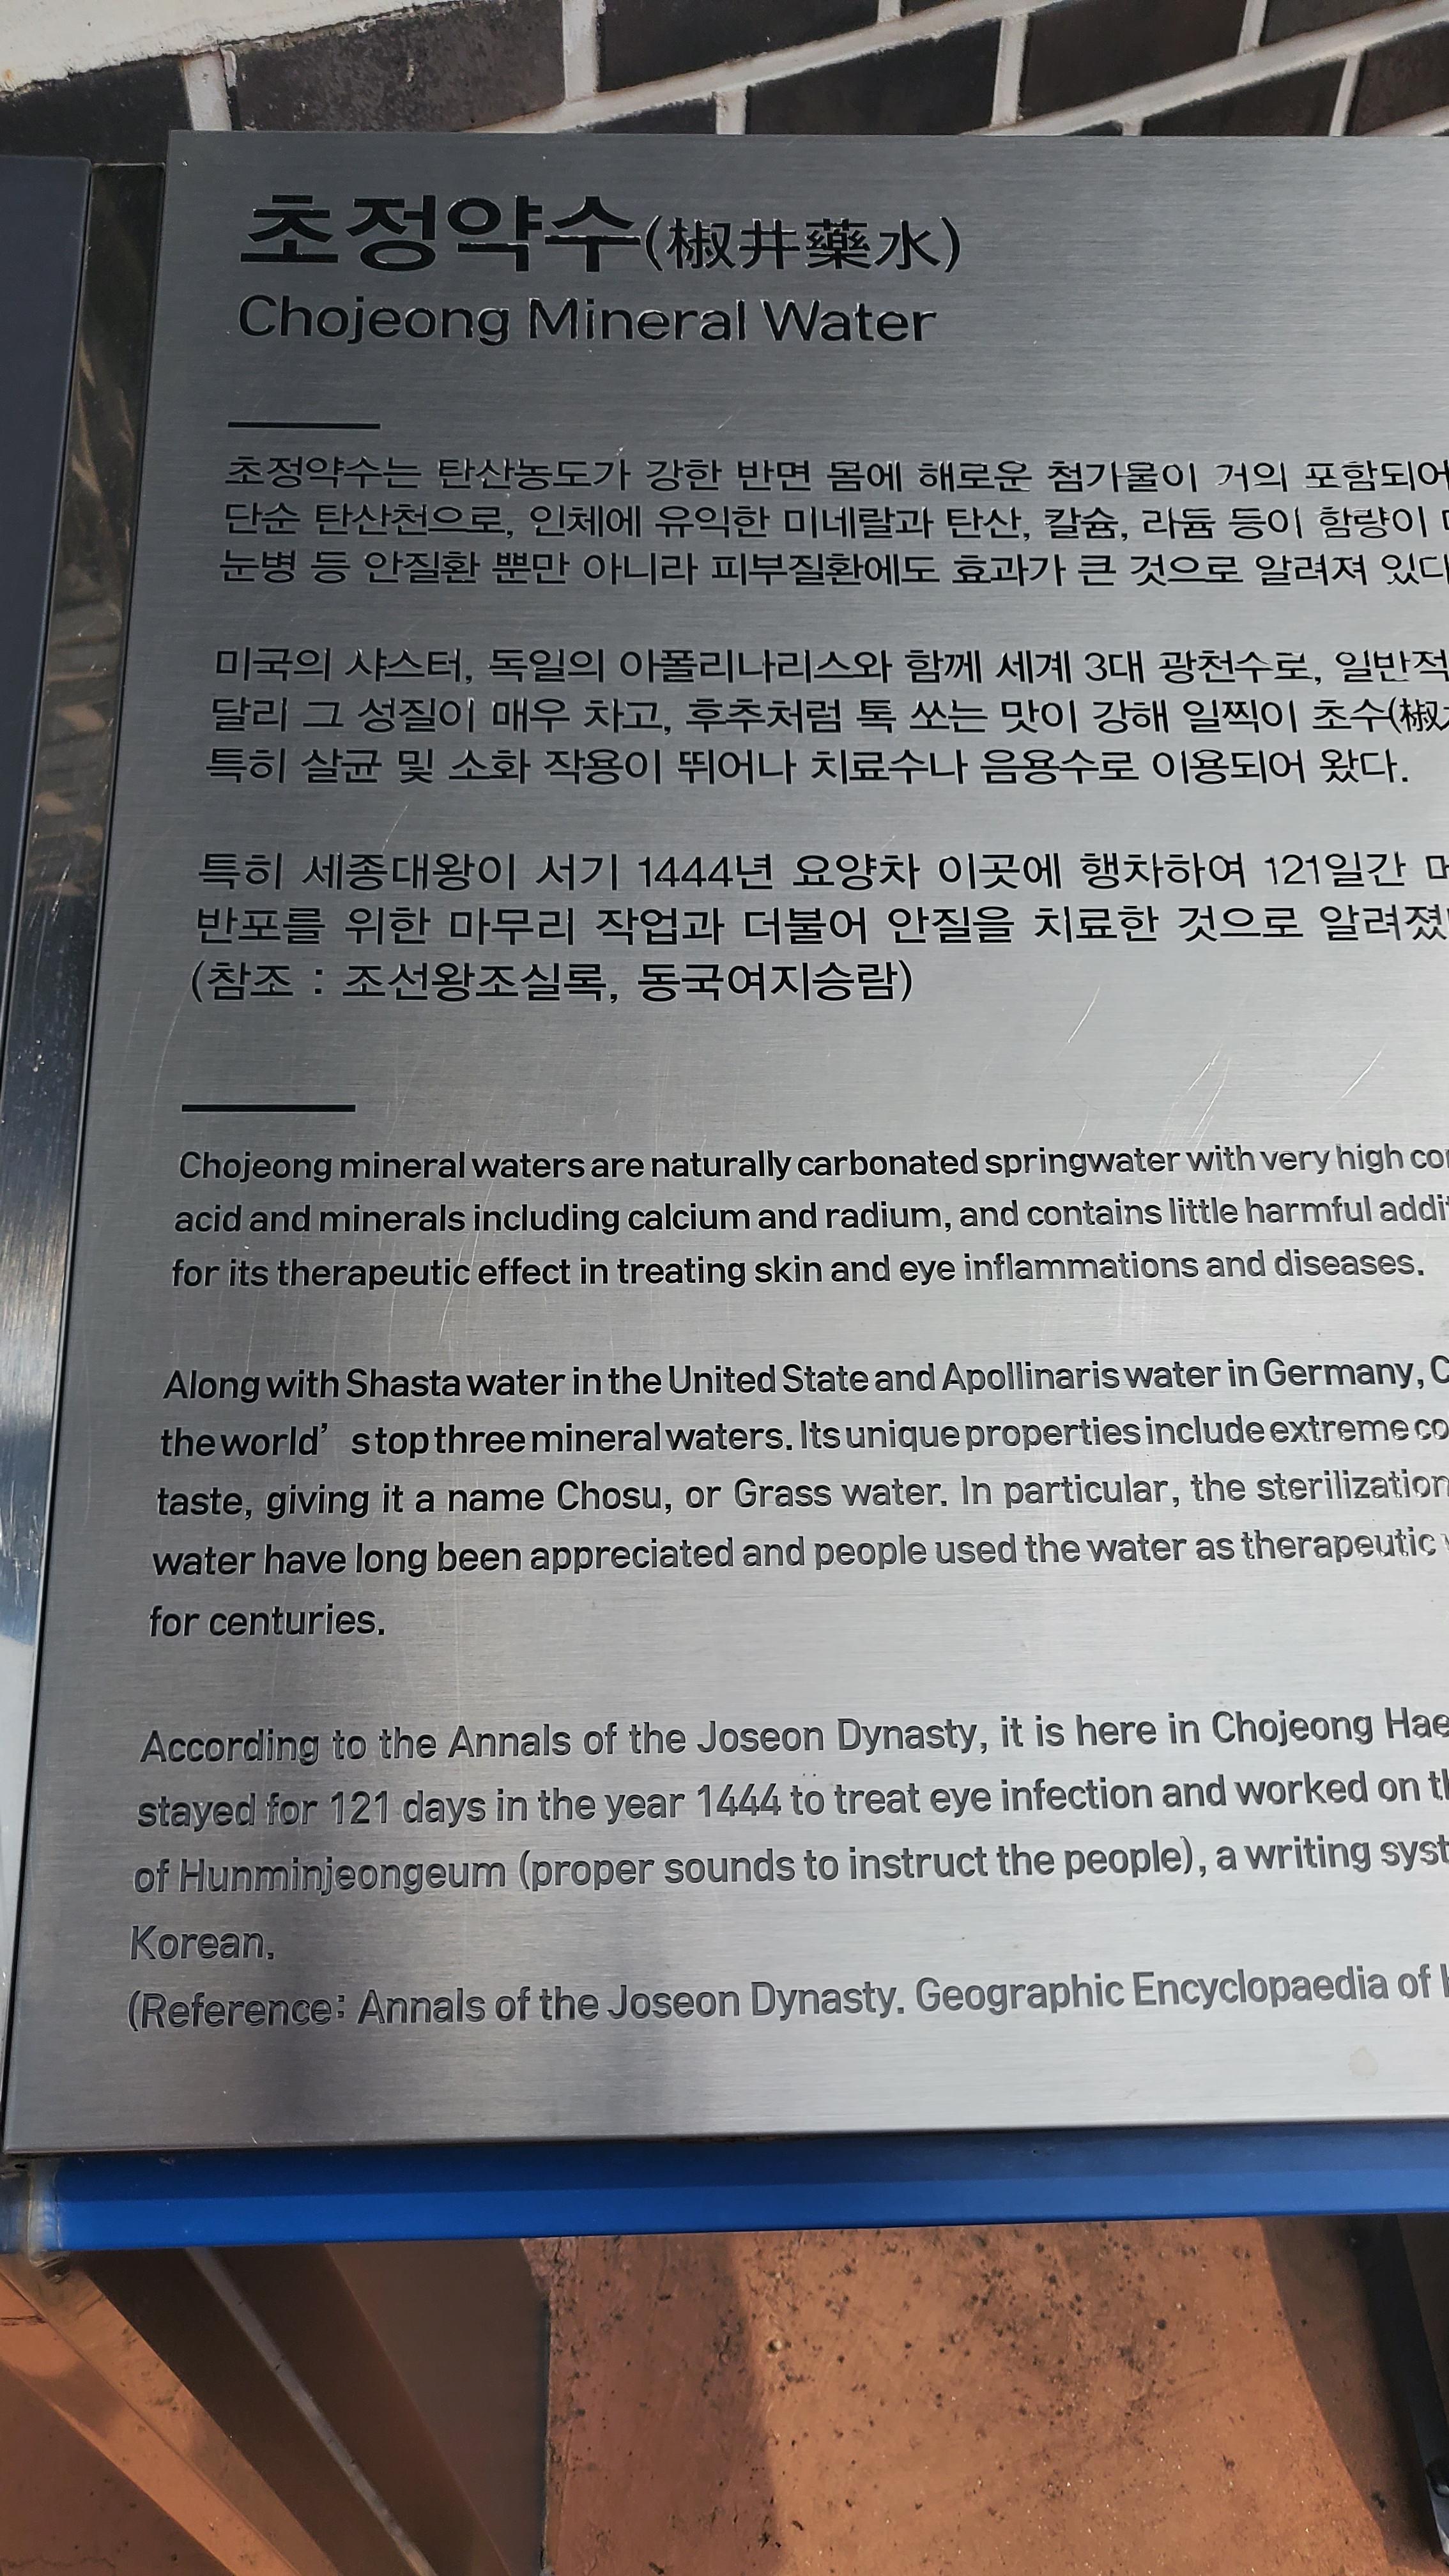 초정약수(椒井藥水)
Chojeong Mineral Water
초정약수는 탄산농도가 강한 반면 몸에 해로운 첨가물이 거의 포함되어
단순 탄산천으로, 인체에 유익한 미네랄과 탄산, 칼슘, 라듐 등이 함량이
눈병 등 안질환 뿐만 아니라 피부질환에도 효과가 큰 것으로 알려져 있다
미국의 샤스터, 독일의 아폴리나리스와 함께 세계 3대 광천수로, 일반적
달리 그 성질이 매우 차고, 후추처럼 톡 쏘는 맛이 강해 일찍이 초수(椒
특히 살균 및 소화 작용이 뛰어나 치료수나 음용수로 이용되어 왔다.
특히 세종대왕이 서기 1444년 요양차 이곳에 행차하여 121일간
반포를 위한 마무리 작업과 더불어 안질을 치료한 것으로 알려졌
(참조 : 조선왕조실록, 동국여지승람)
Chojeong mineral waters are naturally carbonated springwater with very high
acid and minerals including calcium and radium, and contains little harmful
for its therapeutic effect in treating skin and eye inflammations and diseases.
Along with Shasta water in the United State and Apollinaris water in Germany,
the world’ s top three mineral waters. Its unique properties include extreme
taste, giving it a name Chosu, or Grass water. In particular, the sterilization
water have long been appreciated and people used the water as therapeutic
for centuries.
According to the Annals of the Joseon Dynasty, it is here in Chojeong
stayed for 121 days in the year 1444 to treat eye infection and worked on
of Hunminjeongeum (proper sounds to instruct the people), a writing
Korean.
(Reference: Annals of the Joseon Dynasty. Geographic Encyclopaedia of